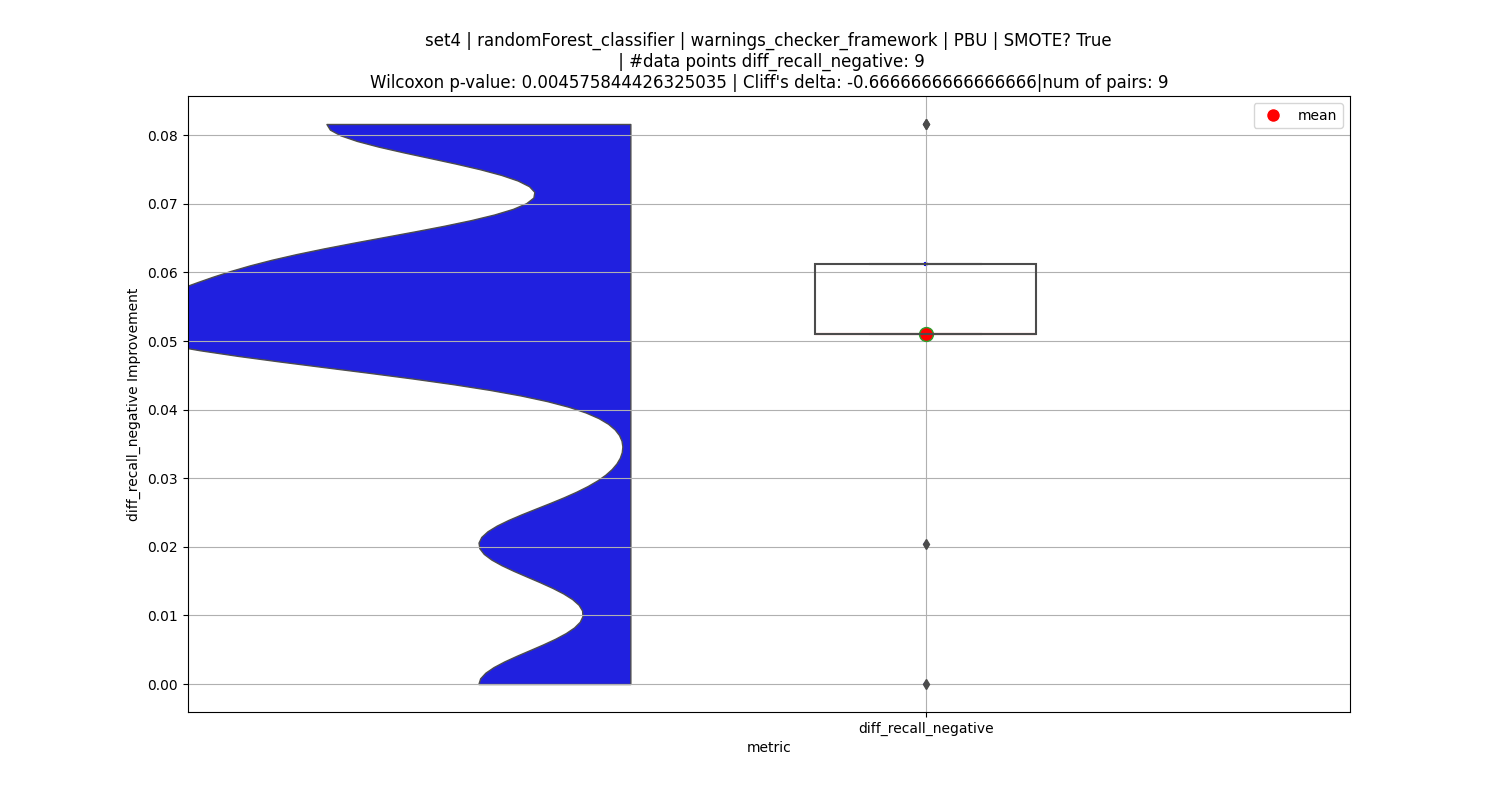 set4 | randomForest_classifier | warnings_checker_framework | PBU | SMOTE? True
| #data points diff_recall_negative: 9
Wilcoxon p-value: 0.004575844426325035 | Cliff's delta: -0.6666666666666666|num of pairs: 9
mean
0.08
0.07
0.06
0.05
0.04
0.03
0.02
0.01
0.00
diff_recall_negative Improvement
diff_recall_negative
metric